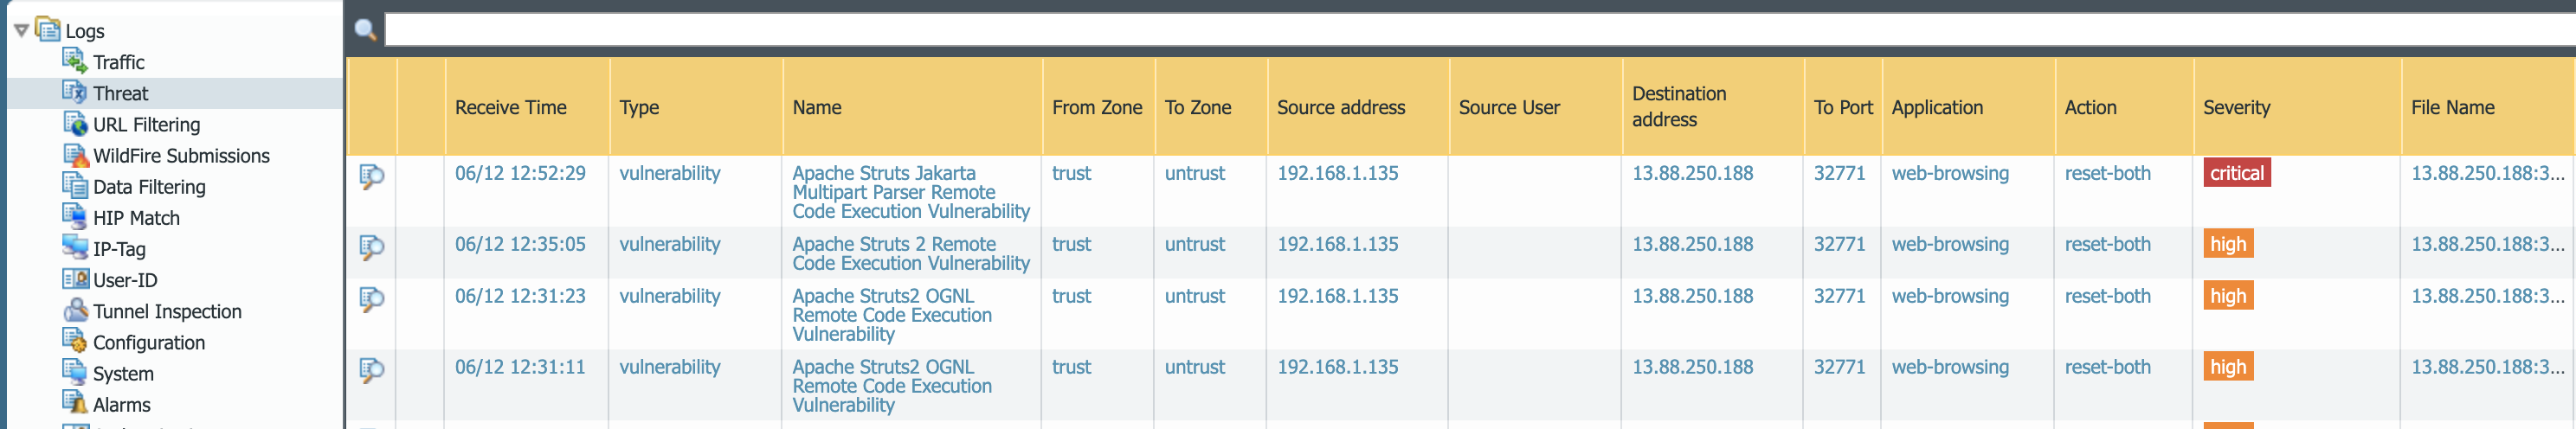 Logs
Traffic
Threat
URL Filtering
WildFire Submissions
Data Filtering
HIP Match
IP-Tag
User-ID
Tunnel Inspection
Configuration
System
Alarms
Receive Time Type Name From Zone To Zone Source address Source User Destination address To Port Application Action Severity File Name
06/12 12:52:29 vulnerability Apache Struts Jakarta Multipart Parser Remote Code Execution Vulnerability trust untrust 192.168.1.135 13.88.250.188 32771 web-browsing reset-both critical 13.88.250.188:3...
06/12 12:35:05 vulnerability Apache Struts 2 Remote Code Execution Vulnerability trust untrust 192.168.1.135 13.88.250.188 32771 web-browsing reset-both high 13.88.250.188:3...
06/12 12:31:23 vulnerability Apache Struts2 OGNL Remote Code Execution Vulnerability trust untrust 192.168.1.135 13.88.250.188 32771 web-browsing reset-both high 13.88.250.188:3...
06/12 12:31:11 vulnerability Apache Struts2 OGNL Remote Code Execution Vulnerability trust untrust 192.168.1.135 13.88.250.188 32771 web-browsing reset-both high 13.88.250.188:3...